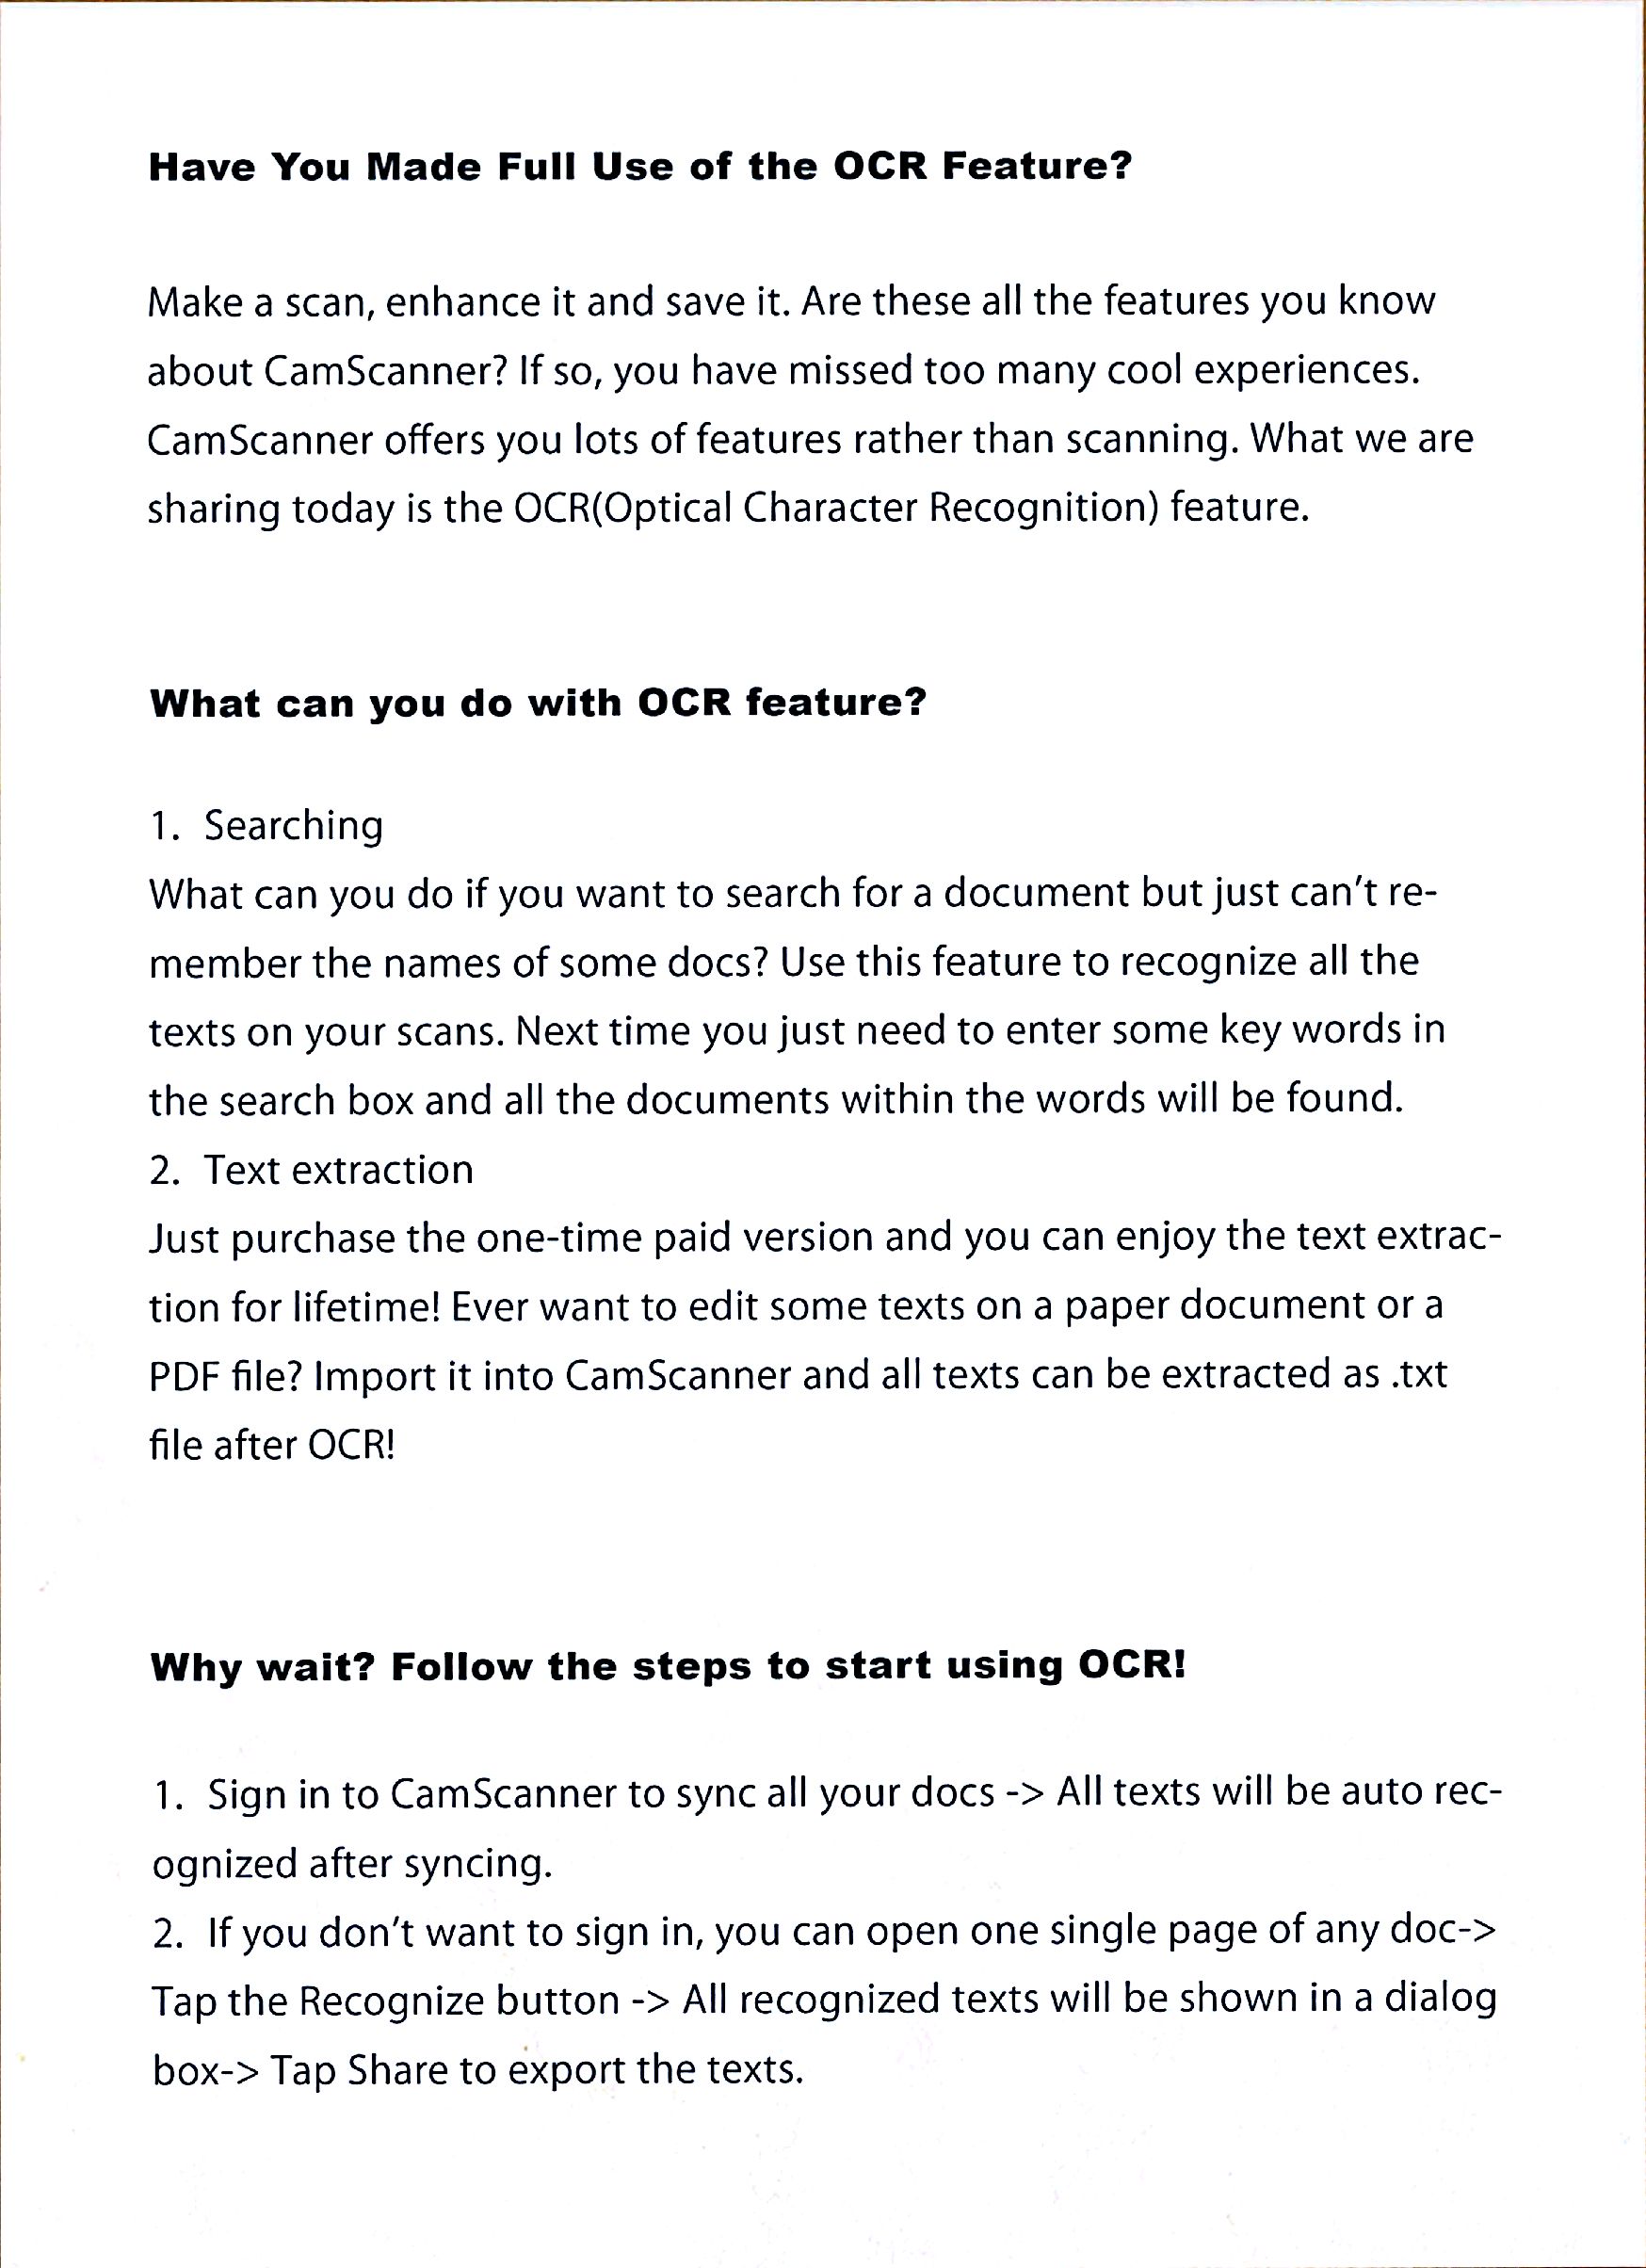 Have You Made Full Use of the OCR Feature?
Make a scan, enhance it and save it. Are these all the features you know
about CamScanner? If so, you have missed too many cool experiences.
CamScanner offers you lots of features rather than scanning. What we are
sharing today is the OCR(Optical Character Recognition) feature.
What can you do with OCR feature?
1. Searching
What can you do if you want to search for a document but just can’t re-
member the names of some docs? Use this feature to recognize all the
texts on your scans. Next time you just need to enter some key words in
the search box and all the documents within the words will be found.
2. Text extraction
Just purchase the one-time paid version and you can enjoy the text extrac-
tion for lifetime! Ever want to edit some texts on a paper document or a
PDF file? Import it into CamScanner and all texts can be extracted as .txt
file after OCR!
Why wait? Follow the steps to start using OCR!
1. Sign in to CamScanner to sync all your docs -> All texts will be auto rec-
ognized after syncing.
2. If you don’t want to sign in, you can open one single page of any doc->
Tap the Recognize button -> All recognized texts will be shown in a dialog
box-> Tap Share to export the texts.